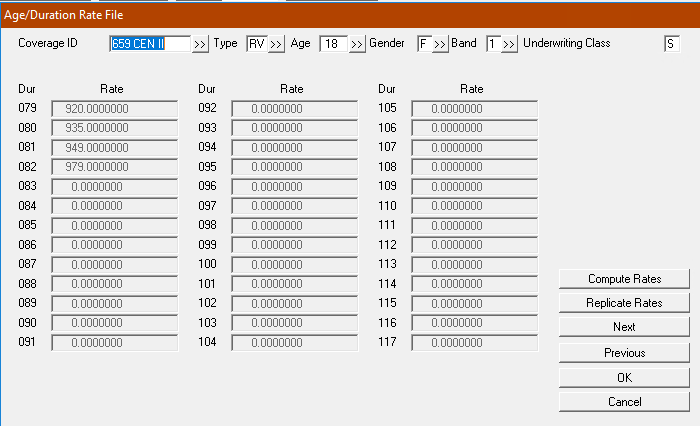 Age/Duration Rate File
Coverage ID 659 CEN II >> Type RV >> Age 18 >> Gender F >> Band 1 >> Underwriting Class S
Dur Rate Dur Rate Dur Rate
079 920.0000000 092 0.0000000 105 0.0000000
080 935.0000000 093 0.0000000 106 0.0000000
081 949.0000000 094 0.0000000 107 0.0000000
082 979.0000000 095 0.0000000 108 0.0000000
083 0.0000000 096 0.0000000 109 0.0000000
084 0.0000000 097 0.0000000 110 0.0000000
085 0.0000000 098 0.0000000 111 0.0000000
086 0.0000000 099 0.0000000 112 0.0000000
087 0.0000000 100 0.0000000 113 0.0000000
088 0.0000000 101 0.0000000 114 0.0000000
089 0.0000000 102 0.0000000 115 0.0000000
090 0.0000000 103 0.0000000 116 0.0000000
091 0.0000000 104 0.0000000 117 0.0000000
Compute Rates
Replicate Rates
Next
Previous
OK
Cancel